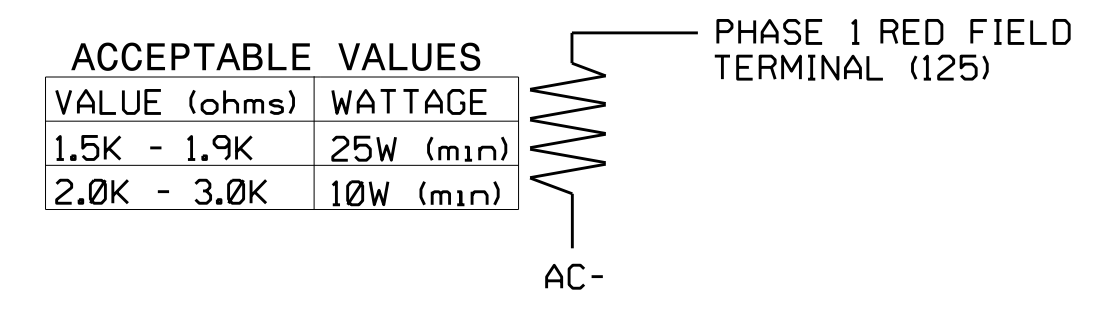 ACCEPTABLE VALUES
VALUE (ohms) WATTAGE
1.5K - 1.9K 25W (min)
2.0K - 3.0K 10W (min)
PHASE 1 RED FIELD
TERMINAL (125)
AC-